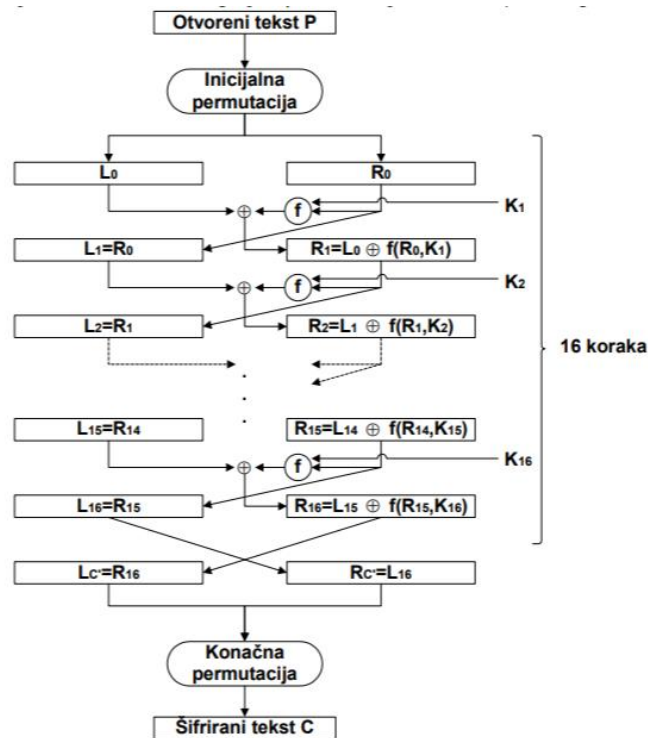 Otvoreni tekst P
Inicijalna
permutacija
L₀
R₀
⊕
f
K₁
L₁=R₀
R₁=L₀ ⊕ f(R₀,K₁)
⊕
f
K₂
L₂=R₁
R₂=L₁ ⊕ f(R₁,K₂)
16 koraka
L₁₅=R₁₄
R₁₅=L₁₄ ⊕ f(R₁₄,K₁₅)
⊕
f
K₁₆
L₁₆=R₁₅
R₁₆=L₁₅ ⊕ f(R₁₅,K₁₆)
LC'=R₁₆
RC'=L₁₆
Konačna
permutacija
Šifrirani tekst C